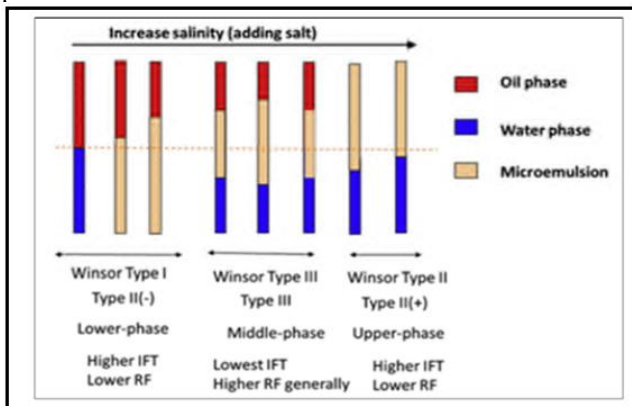 Increase salinity (adding salt)
Oil phase
Water phase
Microemulsion
Winsor Type I
Type II(-)
Lower-phase
Higher IFT
Lower RF
Winsor Type III
Type III
Middle-phase
Lowest IFT
Higher RF generally
Winsor Type II
Type II(+)
Upper-phase
Higher IFT
Lower RF